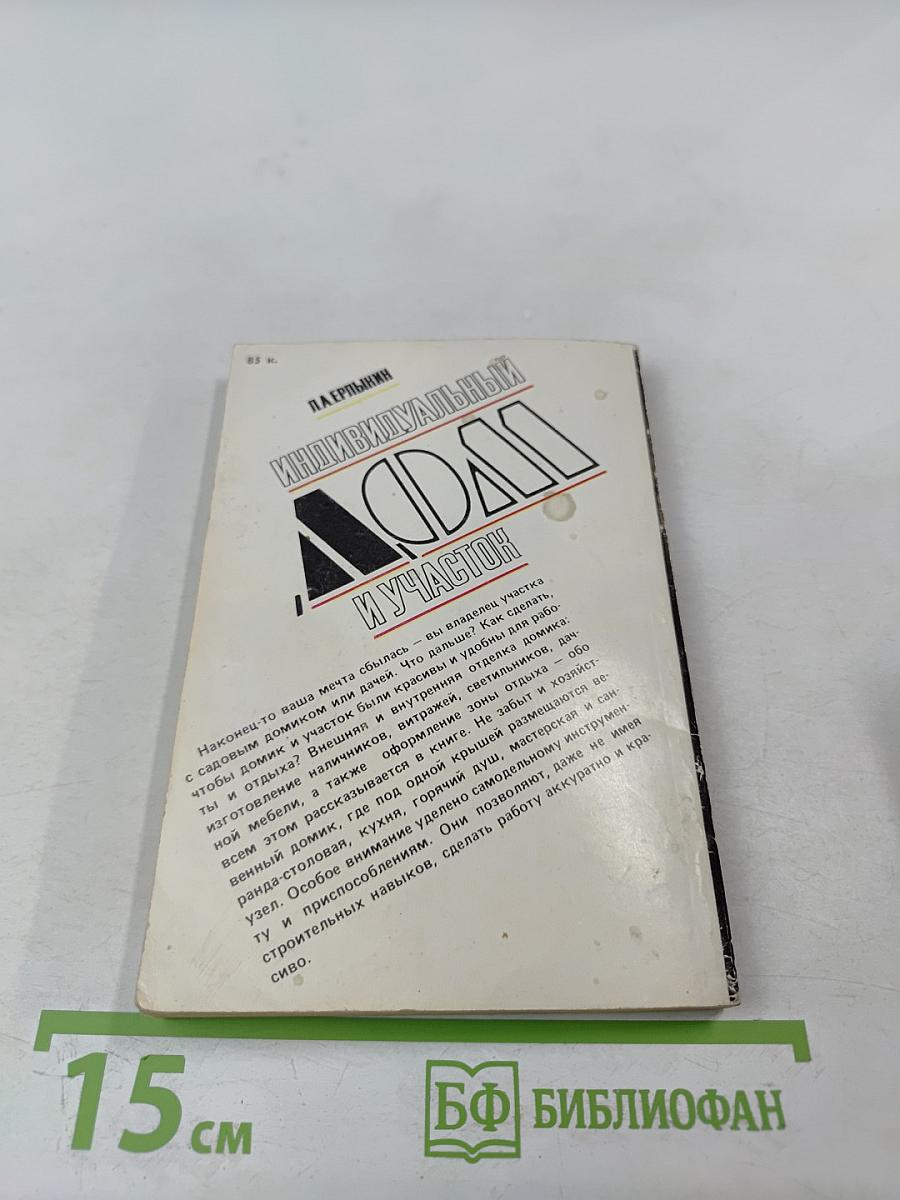 85 к.
Л.А.ЕРЛЫКИН
ИНДИВИДУАЛЬНЫЙ
ДОМ
И УЧАСТОК
Наконец-то ваша мечта сбылась — вы владелец участка
с садовым домиком или дачей. Что дальше? Как сделать,
чтобы домик и участок были красивы и удобны для рабо-
ты и отдыха? Внешняя и внутренняя отделка домика:
изготовление наличников, витражей, светильников, дач-
ной мебели, а также оформление зоны отдыха — обо
всем этом рассказывается в книге. Не забыт и хозяйст-
венный домик, где под одной крышей размещаются ве-
ранда-столовая, кухня, горячий душ, мастерская и сан-
узел. Особое внимание уделено самодельному инструмен-
ту и приспособлениям. Они позволяют, даже не имея
строительных навыков, сделать работу аккуратно и кра-
сиво.
15 см
БФ БИБЛИОФАН